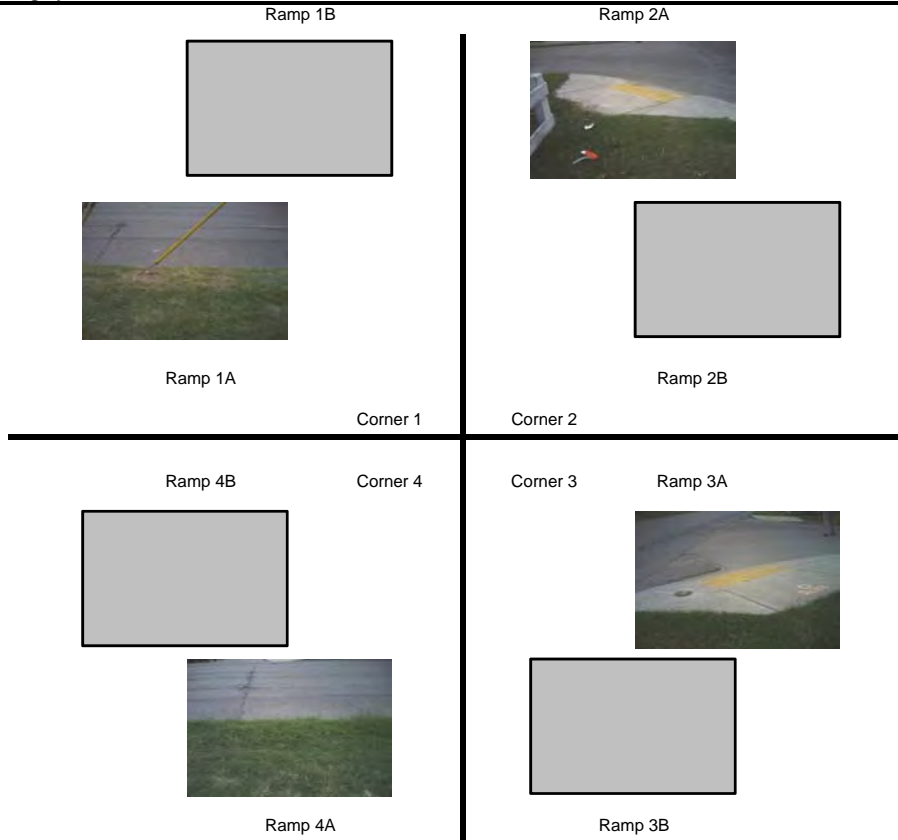 Ramp 1B
Ramp 2A
Ramp 1A
Ramp 2B
Corner 1
Corner 2
Ramp 4B
Corner 4
Corner 3
Ramp 3A
Ramp 4A
Ramp 3B